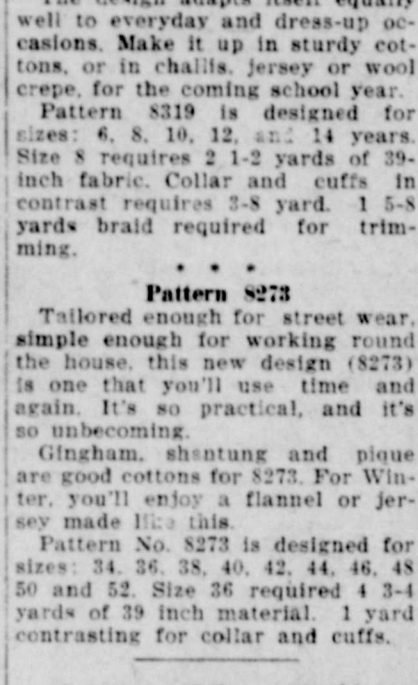 The design adapts itself equally
well to everyday and dress-up oc-
casions. Make it up in sturdy cot-
tons, or in challis, jersey or wool
crepe, for the coming school year.
Pattern 8319 is designed for
sizes: 6, 8, 10, 12, and 14 years.
Size 8 requires 2 1-2 yards of 39-
inch fabric. Collar and cuffs in
contrast requires 3-8 yard. 1 5-8
yards braid required for trim-
ming.
* * *
Pattern 8273
Tailored enough for street wear,
simple enough for working round
the house, this new design (8273)
is one that you'll use time and
again. It's so practical, and it's
so unbecoming.
Gingham, shantung and pique
are good cottons for 8273. For Win-
ter, you'll enjoy a flannel or jer-
sey made like this.
Pattern No. 8273 is designed for
sizes: 34, 36, 38, 40, 42, 44, 46, 48
50 and 52. Size 36 required 4 3-4
yards of 39 inch material. 1 yard
contrasting for collar and cuffs.